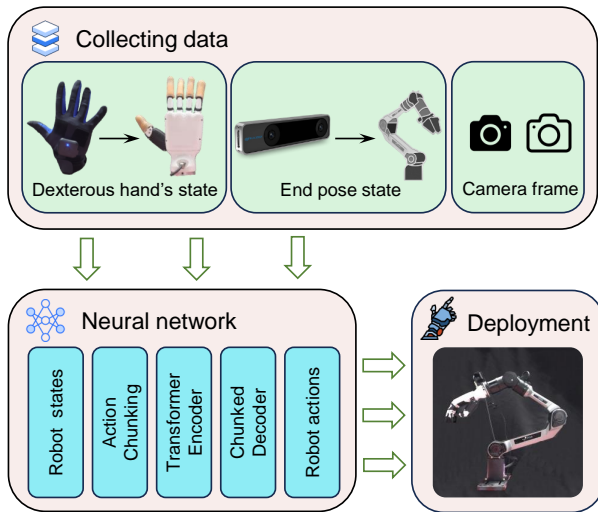 Collecting data
Dexterous hand's state
End pose state
Camera frame
Neural network
Robot states
Action
Chunking
Transformer
Encoder
Chunked
Decoder
Robot actions
Deployment